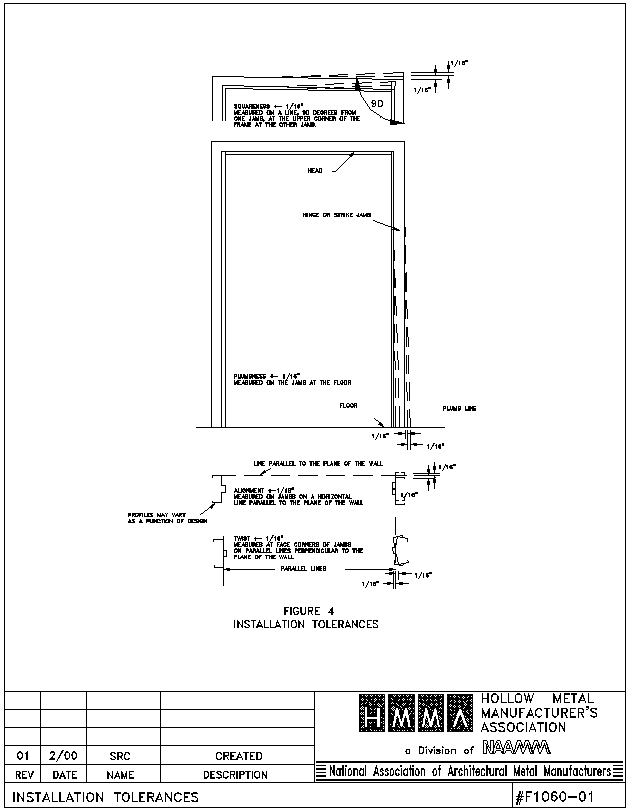 1/16"
1/16"
90
SQUARENESS +- 1/16"
MEASURED ON A LINE, 90 DEGREES FROM
ONE JAMB, AT THE UPPER CORNER OF THE
FRAME AT THE OTHER JAMB.
HEAD
HINGE OR STRIKE JAMB
PLUMBNESS +- 1/16"
MEASURED ON THE JAMB AT THE FLOOR
FLOOR
PLUMB LINE
1/16"
1/16"
LINE PARALLEL TO THE PLANE OF THE WALL
1/16"
ALIGNMENT +-1/16"
MEASURED ON JAMBS ON A HORIZONTAL
LINE PARALLEL TO THE PLANE OF THE WALL
1/16"
PROFILES MAY VARY
AS A FUNCTION OF DESIGN
TWIST +- 1/16"
MEASURED AT FACE CORNERS OF JAMBS
ON PARALLEL LINES PERPENDICULAR TO THE
PLANE OF THE WALL
PARALLEL LINES
1/16"
1/16"
FIGURE 4
INSTALLATION TOLERANCES
HMMA
HOLLOW METAL
MANUFACTURER'S
ASSOCIATION
a Division of NAAMM
National Association of Architectural Metal Manufacturers
01 2/00 SRC CREATED
REV DATE NAME DESCRIPTION
INSTALLATION TOLERANCES
#F1060-01